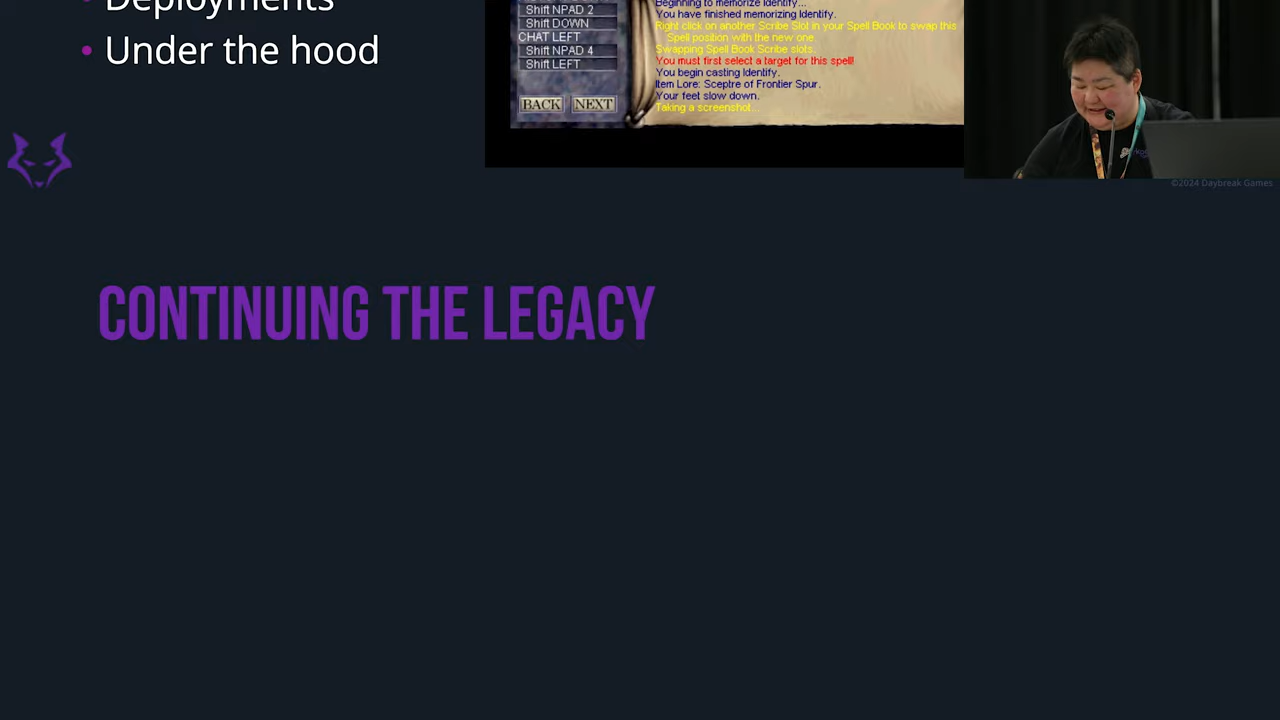 Deployments
• Under the hood
Shift NPAD 2
Shift DOWN
CHAT LEFT
Shift NPAD 4
Shift LEFT
BACK NEXT
Beginning to memorize Identify...
You have finished memorizing Identify.
Right click on another Scribe Slot in your Spell Book to swap this
Spell position with the new one.
Swapping Spell Book Scribe slots.
You must first select a target for this spell!
You begin casting Identify.
Item Lore: Sceptre of Frontier Spur.
Your feet slow down.
Taking a screenshot...
©2024 Daybreak Games
CONTINUING THE LEGACY